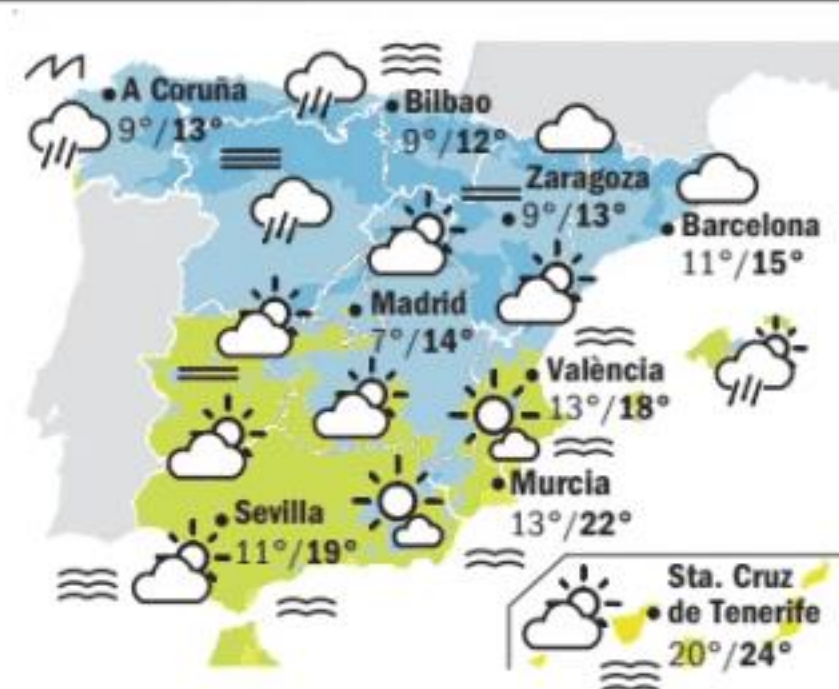 A Coruña
9°/13°
Bilbao
9°/12°
Zaragoza
9°/13°
Barcelona
11°/15°
Madrid
7°/14°
València
13°/18°
Murcia
13°/22°
Sevilla
11°/19°
Sta. Cruz
de Tenerife
20°/24°